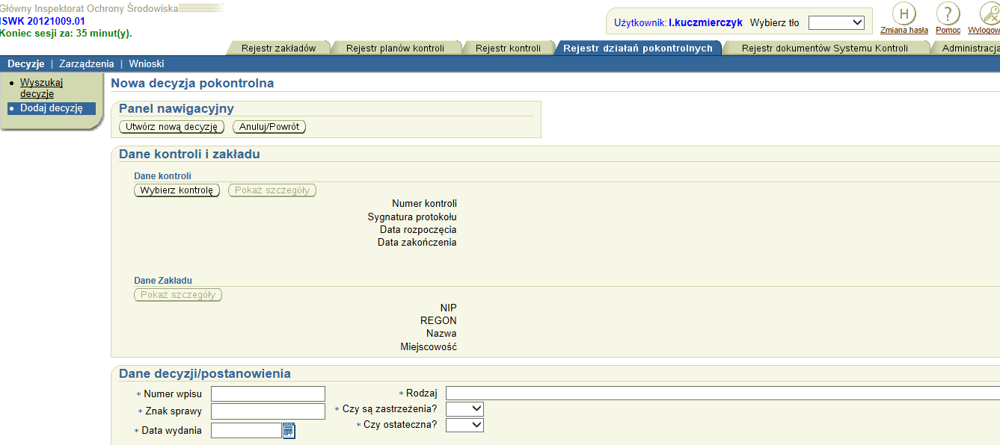 Główny Inspektorat Ochrony Środowiska
ISWK 20121009.01
Koniec sesji za: 35 minut(y).
Użytkownik: l.kuczmierczyk Wybierz tło
H
?
Zmiana hasła Pomoc Wylogow
Rejestr zakładów Rejestr planów kontroli Rejestr kontroli Rejestr działań pokontrolnych Rejestr dokumentów Systemu Kontroli Administracja
Decyzje | Zarządzenia | Wnioski
• Wyszukaj
decyzje
• Dodaj decyzję
Nowa decyzja pokontrolna
Panel nawigacyjny
Utwórz nową decyzję Anuluj/Powrót
Dane kontroli i zakładu
Dane kontroli
Wybierz kontrolę Pokaż szczegóły
Numer kontroli
Sygnatura protokołu
Data rozpoczęcia
Data zakończenia
Dane Zakładu
Pokaż szczegóły
NIP
REGON
Nazwa
Miejscowość
Dane decyzji/postanowienia
* Numer wpisu * Rodzaj
* Znak sprawy * Czy są zastrzeżenia?
* Data wydania * Czy ostateczna?